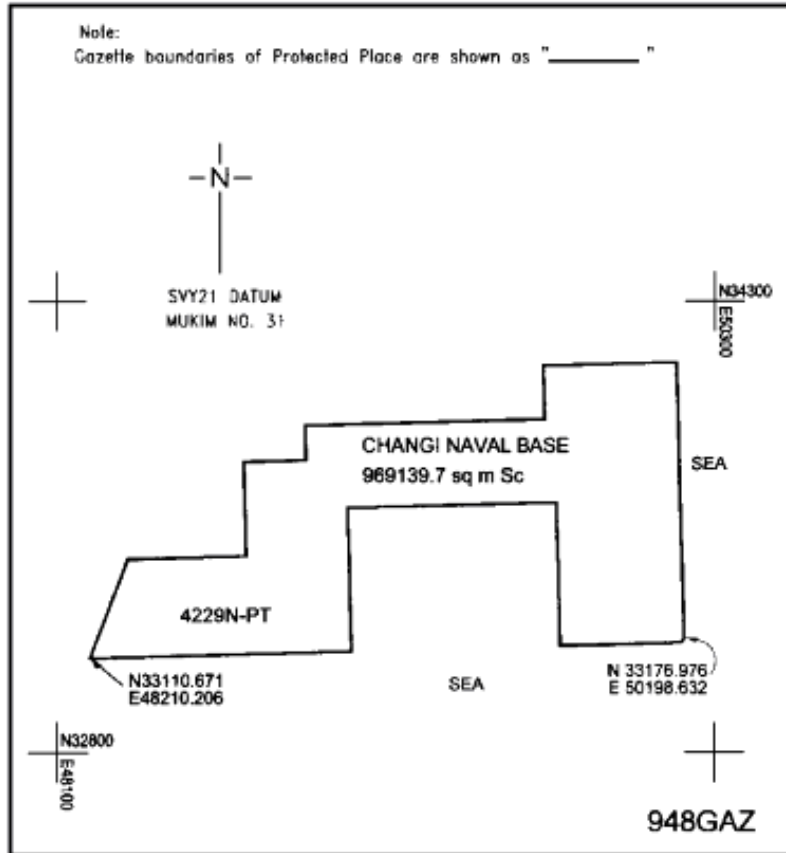 Note:
Gazette boundaries of Protected Place are shown as "________ "
N
SVY21 DATUM
MUKIM NO. 31
N34300
E50300
CHANGI NAVAL BASE
969139.7 sq m Sc
SEA
4229N-PT
N33110.671
E48210.206
SEA
N 33176.976
E 50198.632
N32800
E48100
948GAZ